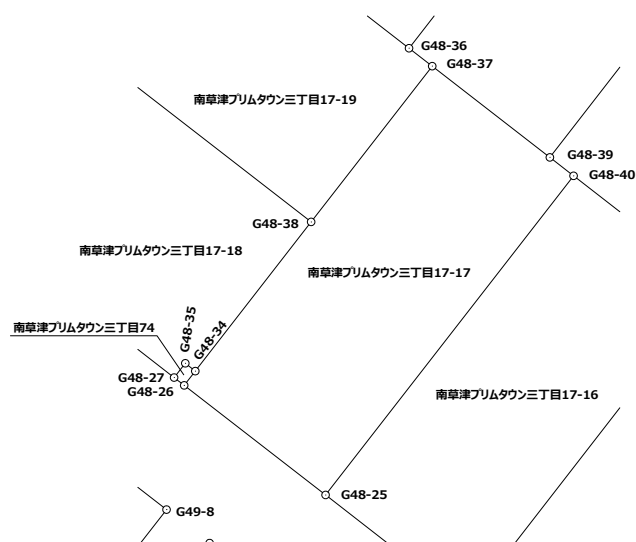 G48-36
G48-37
南草津プリムタウン三丁目17-19
G48-39
G48-40
G48-38
南草津プリムタウン三丁目17-18
南草津プリムタウン三丁目17-17
南草津プリムタウン三丁目74
G48-35
G48-34
G48-27
G48-26
南草津プリムタウン三丁目17-16
G48-25
G49-8